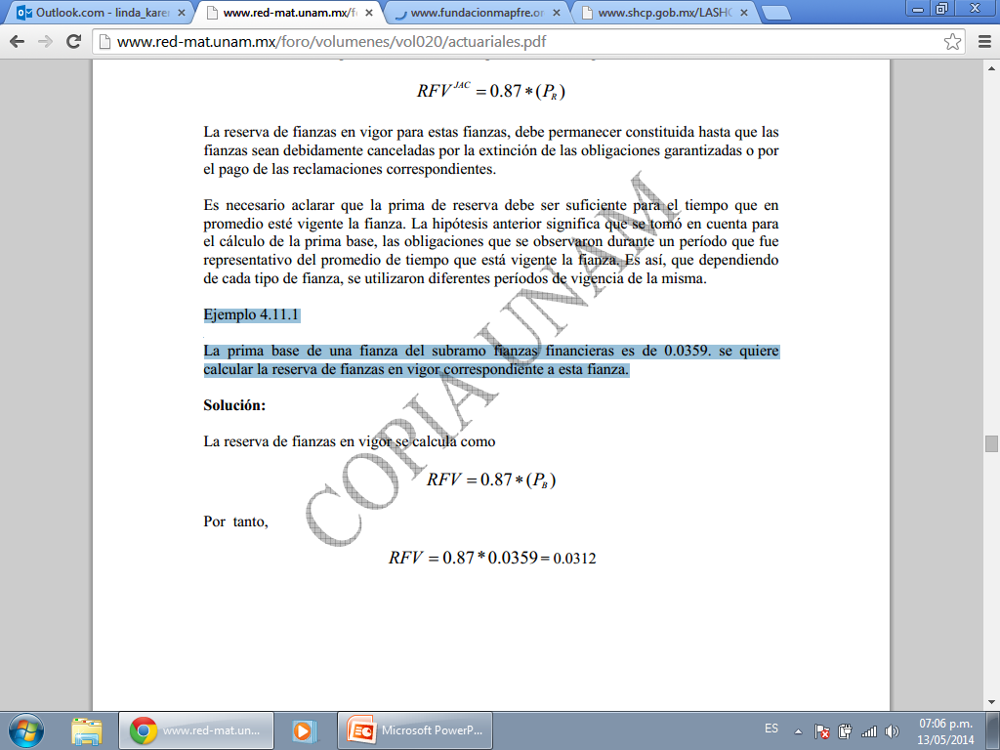 Outlook.com - linda_karen
www.red-mat.unam.mx/fo
www.fundacionmapfre.or
www.shcp.gob.mx/LASHC
www.red-mat.unam.mx/foro/volumenes/vol020/actuariales.pdf
RFV^JAC = 0.87 * (P_R)
La reserva de fianzas en vigor para estas fianzas, debe permanecer constituida hasta que las
fianzas sean debidamente canceladas por la extinción de las obligaciones garantizadas o por
el pago de las reclamaciones correspondientes.
Es necesario aclarar que la prima de reserva debe ser suficiente para el tiempo que en
promedio esté vigente la fianza. La hipótesis anterior significa que se tomó en cuenta para
el cálculo de la prima base, las obligaciones que se observaron durante un período que fue
representativo del promedio de tiempo que está vigente la fianza. Es así, que dependiendo
de cada tipo de fianza, se utilizaron diferentes períodos de vigencia de la misma.
Ejemplo 4.11.1
La prima base de una fianza del subramo fianzas financieras es de 0.0359. se quiere
calcular la reserva de fianzas en vigor correspondiente a esta fianza.
Solución:
La reserva de fianzas en vigor se calcula como
RFV = 0.87 * (P_B)
Por tanto,
RFV = 0.87 * 0.0359 = 0.0312
COPIA UNAM
www.red-mat.un...
Microsoft PowerP...
ES
07:06 p.m.
13/05/2014